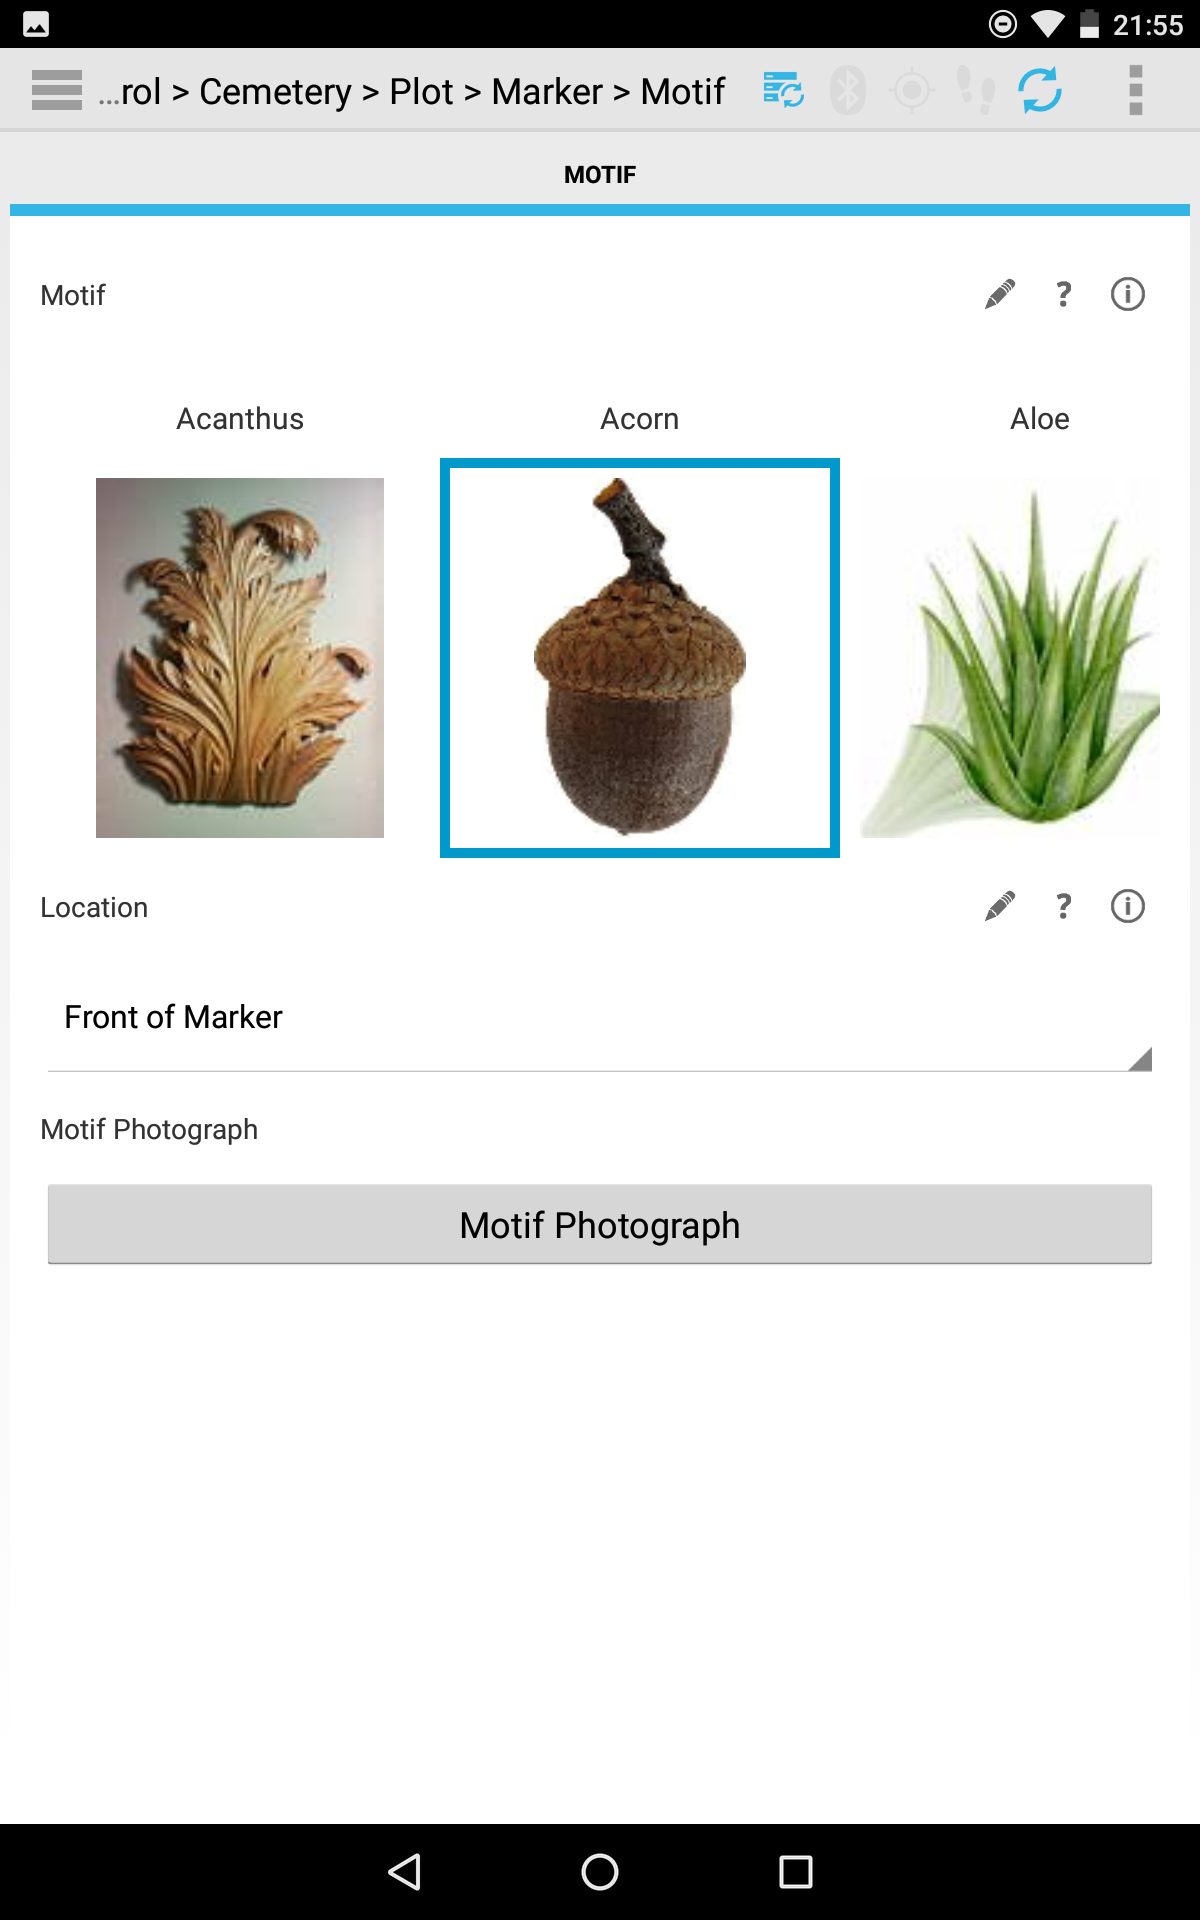 21:55
...rol > Cemetery > Plot > Marker > Motif
MOTIF
Motif
?
Acanthus
Acorn
Aloe
Location
?
Front of Marker
Motif Photograph
Motif Photograph